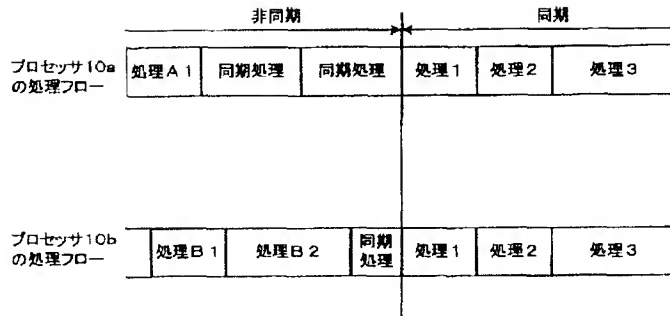 非同期 同期
プロセッサ10a
の処理フロー
処理A1 同期処理 同期処理 処理1 処理2 処理3
プロセッサ10b
の処理フロー
処理B1 処理B2 同期
処理 処理1 処理2 処理3